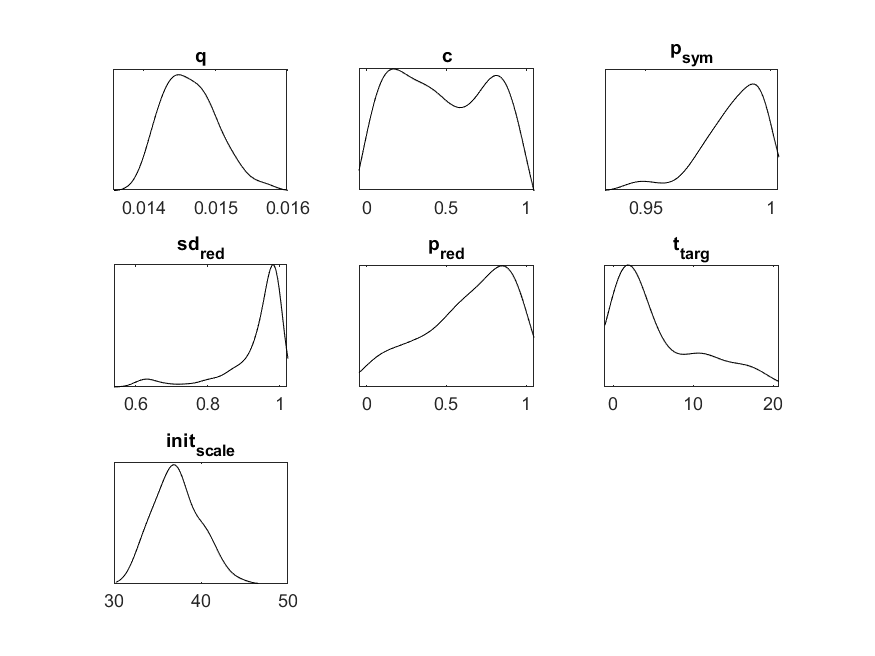 q c p_sym
0.014 0.015 0.016 0 0.5 1 0.95 1
sd_red p_red t_targ
0.6 0.8 1 0 0.5 1 0 10 20
init_scale
30 40 50